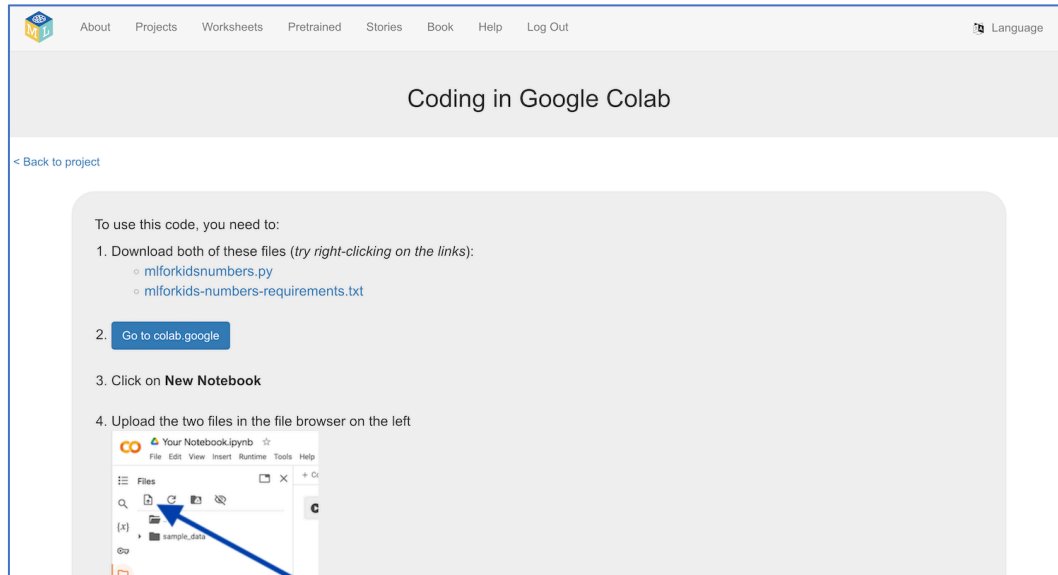 ML
About Projects Worksheets Pretrained Stories Book Help Log Out
Language
Coding in Google Colab
< Back to project
To use this code, you need to:
1. Download both of these files (try right-clicking on the links):
mlforkidsnumbers.py
mlforkids-numbers-requirements.txt
2. Go to colab.google
3. Click on New Notebook
4. Upload the two files in the file browser on the left
CO Your Notebook.ipynb
File Edit View Insert Runtime Tools Help
Files
+ Co
..
{x}
sample_data